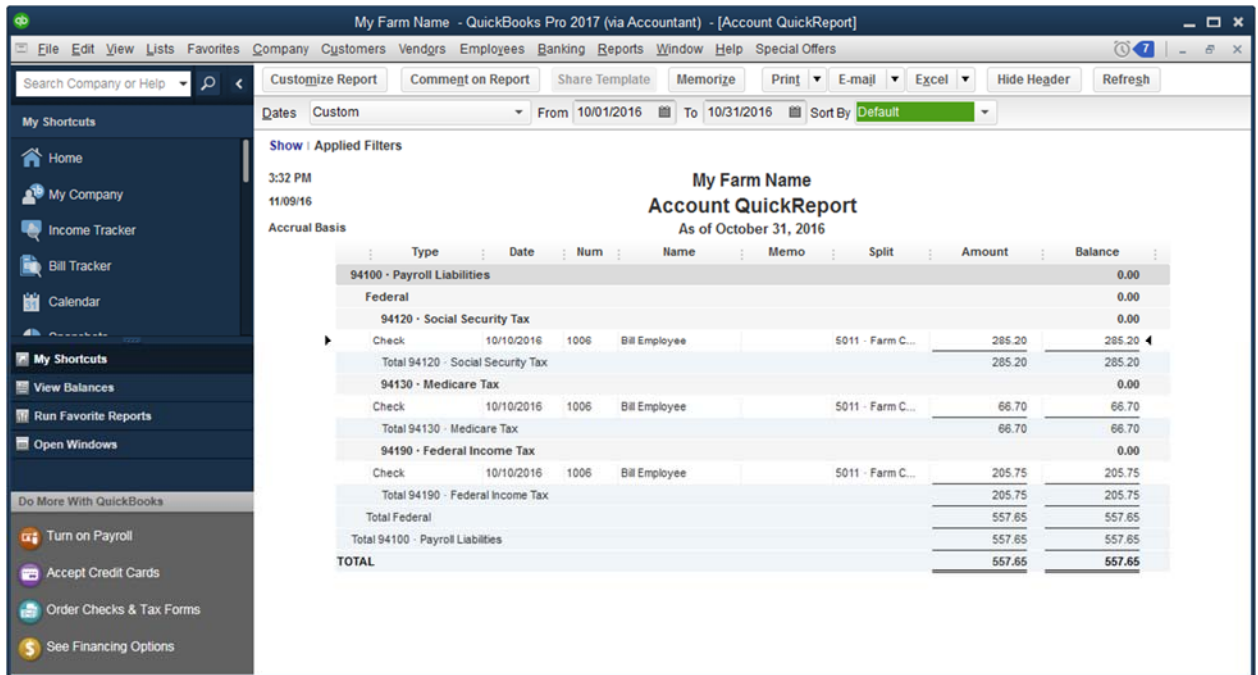 My Farm Name - QuickBooks Pro 2017 (via Accountant) - [Account QuickReport]
File Edit View Lists Favorites Company Customers Vendors Employees Banking Reports Window Help Special Offers 7
Search Company or Help
Customize Report Comment on Report Share Template Memorize Print E-mail Excel Hide Header Refresh
Dates Custom From 10/01/2016 To 10/31/2016 Sort By Default
My Shortcuts
Home
My Company
Income Tracker
Bill Tracker
Calendar
My Shortcuts
View Balances
Run Favorite Reports
Open Windows
Do More With QuickBooks
Turn on Payroll
Accept Credit Cards
Order Checks & Tax Forms
See Financing Options
Show | Applied Filters
3:32 PM
11/09/16
Accrual Basis
My Farm Name
Account QuickReport
As of October 31, 2016
Type Date Num Name Memo Split Amount Balance
94100 · Payroll Liabilities 0.00
Federal 0.00
94120 · Social Security Tax 0.00
Check 10/10/2016 1006 Bill Employee 5011 · Farm C... 285.20 285.20
Total 94120 · Social Security Tax 285.20 285.20
94130 · Medicare Tax 0.00
Check 10/10/2016 1006 Bill Employee 5011 · Farm C... 66.70 66.70
Total 94130 · Medicare Tax 66.70 66.70
94190 · Federal Income Tax 0.00
Check 10/10/2016 1006 Bill Employee 5011 · Farm C... 205.75 205.75
Total 94190 · Federal Income Tax 205.75 205.75
Total Federal 557.65 557.65
Total 94100 · Payroll Liabilities 557.65 557.65
TOTAL 557.65 557.65